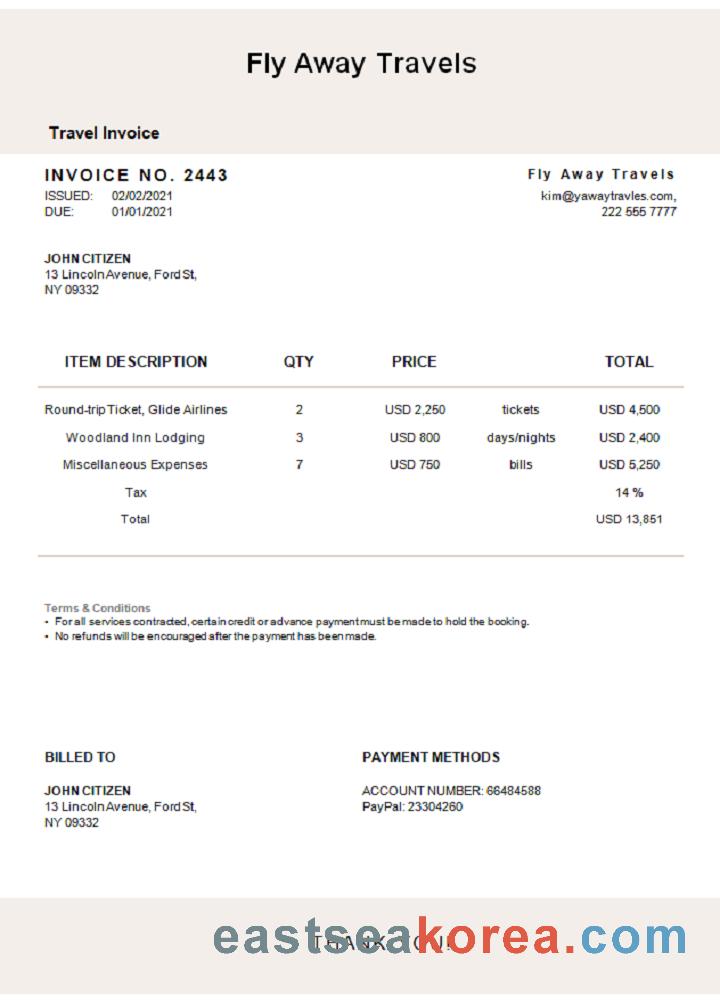 Fly Away Travels
Travel Invoice
INVOICE NO. 2443
Fly Away Travels
ISSUED: 02/02/2021
kim@yawaytravles.com,
DUE: 01/01/2021
222 555 7777
JOHN CITIZEN
13 Lincoln Avenue, Ford St,
NY 09332
ITEM DESCRIPTION QTY PRICE TOTAL
Round-trip Ticket, Glide Airlines 2 USD 2,250 tickets USD 4,500
Woodland Inn Lodging 3 USD 800 days/nights USD 2,400
Miscellaneous Expenses 7 USD 750 bills USD 5,250
Tax 14 %
Total USD 13,851
Terms & Conditions
• For all services contracted, certain credit or advance payment must be made to hold the booking.
• No refunds will be encouraged after the payment has been made.
BILLED TO
JOHN CITIZEN
13 Lincoln Avenue, Ford St,
NY 09332
PAYMENT METHODS
ACCOUNT NUMBER: 66484588
PayPal: 23304260
THANK YOU!
eastseakorea.com